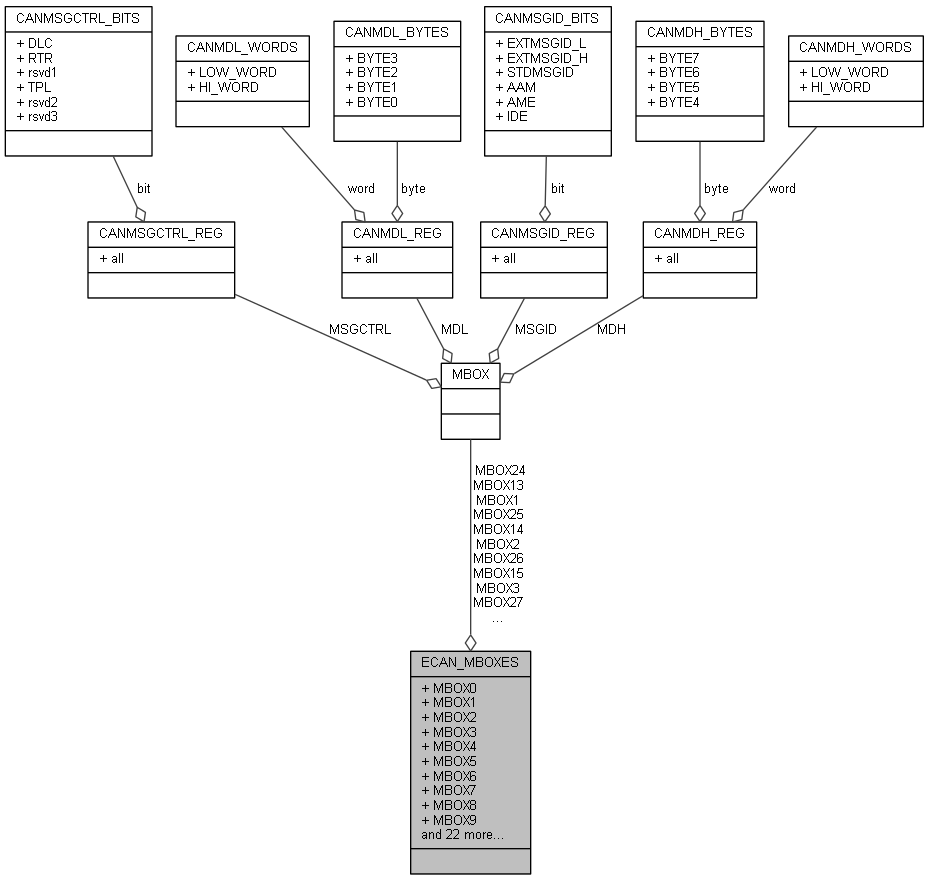 CANMSGCTRL_BITS
+ DLC
+ RTR
+ rsvd1
+ TPL
+ rsvd2
+ rsvd3
CANMDL_WORDS
+ LOW_WORD
+ HI_WORD
CANMDL_BYTES
+ BYTE3
+ BYTE2
+ BYTE1
+ BYTE0
CANMSGID_BITS
+ EXTMSGID_L
+ EXTMSGID_H
+ STDMSGID
+ AAM
+ AME
+ IDE
CANMDH_BYTES
+ BYTE7
+ BYTE6
+ BYTE5
+ BYTE4
CANMDH_WORDS
+ LOW_WORD
+ HI_WORD
bit
word
byte
bit
byte
word
CANMSGCTRL_REG
+ all
CANMDL_REG
+ all
CANMSGID_REG
+ all
CANMDH_REG
+ all
MSGCTRL
MDL
MSGID
MDH
MBOX
MBOX24
MBOX13
MBOX1
MBOX25
MBOX14
MBOX2
MBOX26
MBOX15
MBOX3
MBOX27
...
ECAN_MBOXES
+ MBOX0
+ MBOX1
+ MBOX2
+ MBOX3
+ MBOX4
+ MBOX5
+ MBOX6
+ MBOX7
+ MBOX8
+ MBOX9
and 22 more...